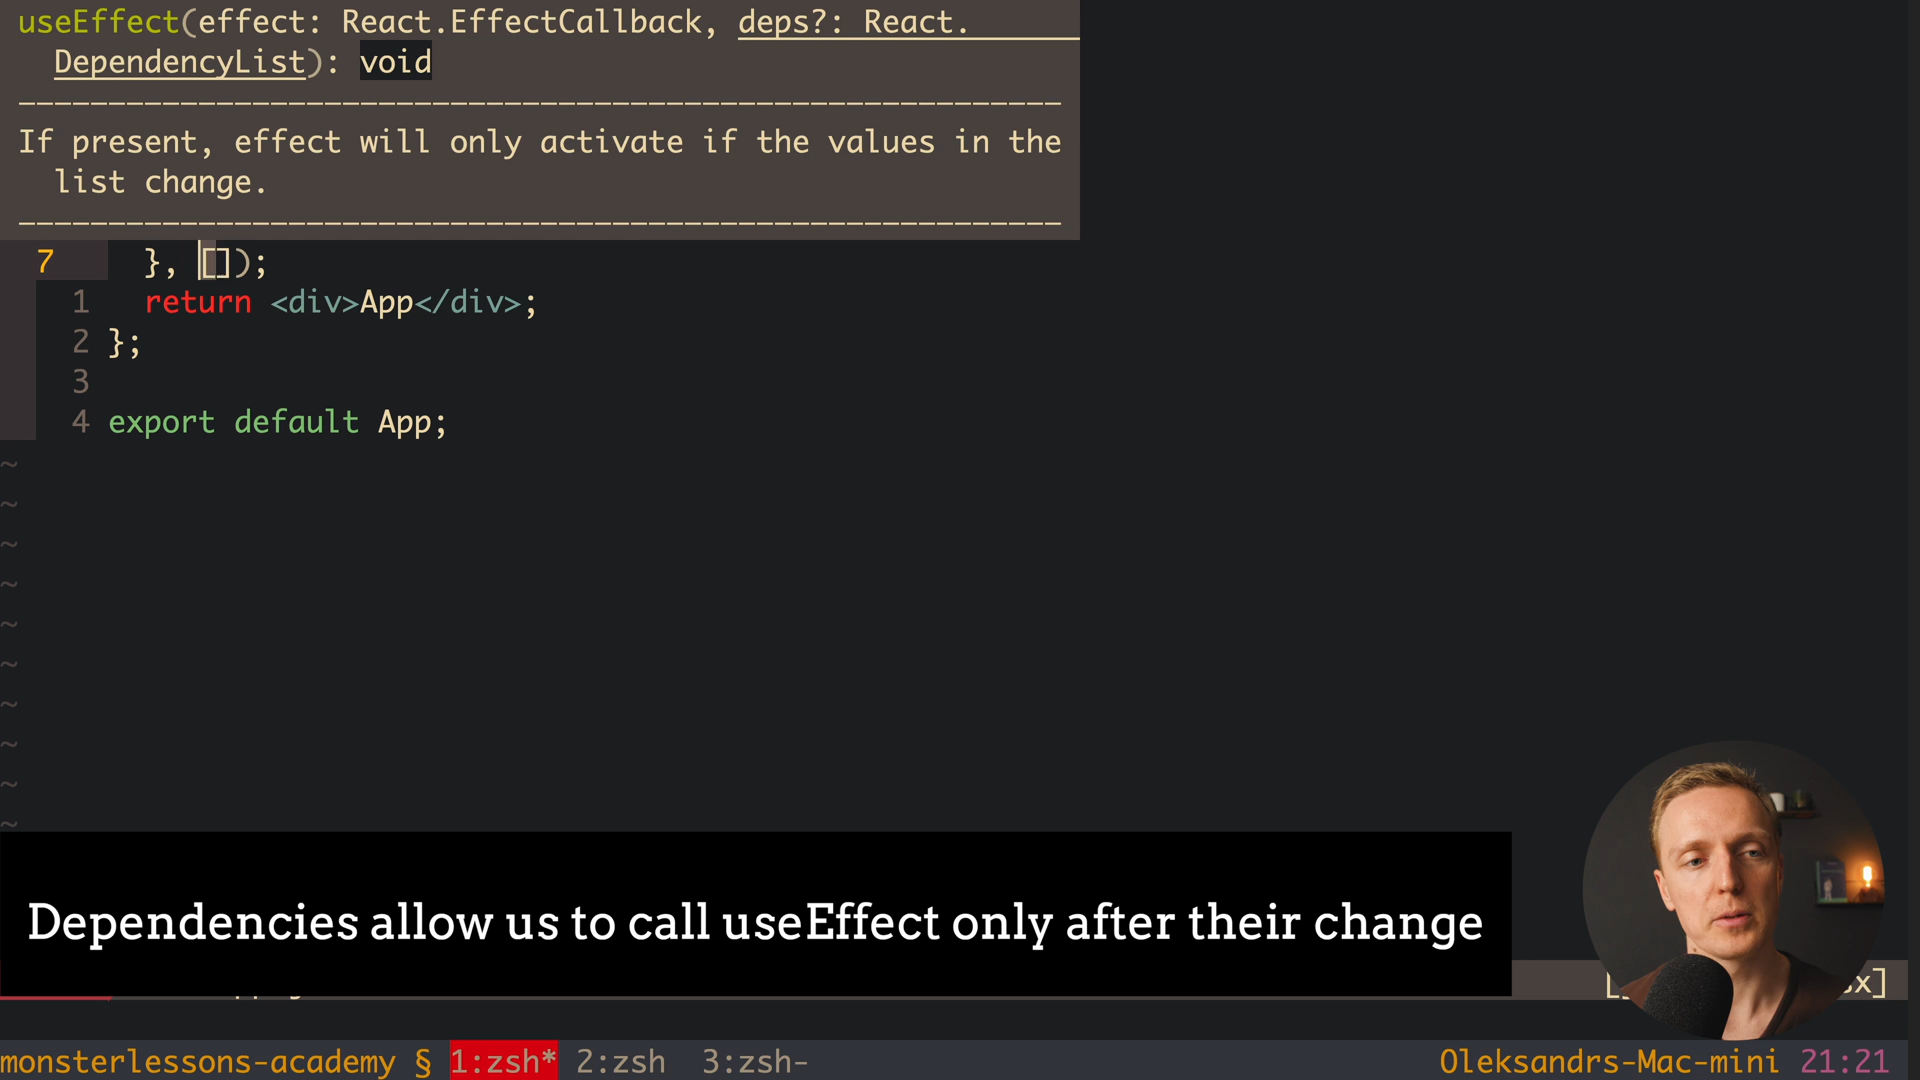 useEffect(effect: React.EffectCallback, deps?: React.
DependencyList): void
If present, effect will only activate if the values in the
list change.
7 }, []);
1 return <div>App</div>;
2 };
3
4 export default App;
~
~
~
~
~
~
~
~
~
~
Dependencies allow us to call useEffect only after their change
monsterlessons-academy § 1:zsh* 2:zsh 3:zsh-
Oleksandrs-Mac-mini 21:21